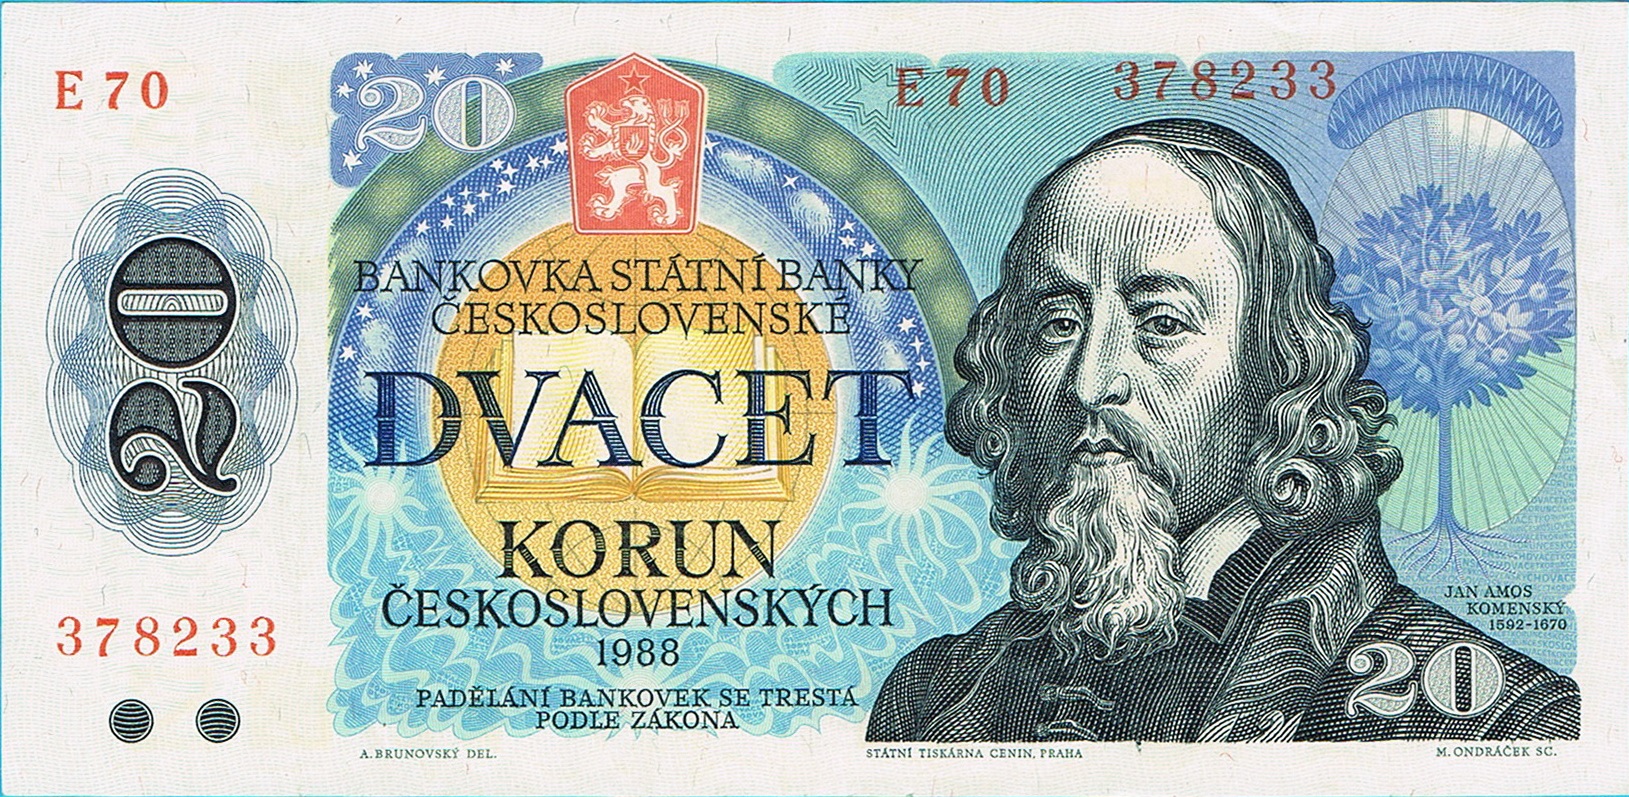 E 70
20
E 70 378233
20
BANKOVKA STÁTNÍ BANKY
ČESKOSLOVENSKÉ
DVACET
KORUN
ČESKOSLOVENSKÝCH
1988
PADĚLÁNÍ BANKOVEK SE TRESTÁ
PODLE ZÁKONA
378233
JAN AMOS
KOMENSKÝ
1592-1670
20
A. BRUNOVSKÝ DEL.
STÁTNÍ TISKÁRNA CENIN, PRAHA
M. ONDRÁČEK SC.